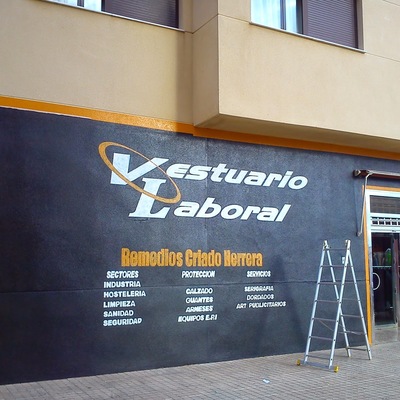 Vestuario
Laboral
Remedios Criado Herrera
SECTORES PROTECCION SERVICIOS
INDUSTRIA
HOSTELERIA CALZADO SERIGRAFIA
LIMPIEZA GUANTES DORDADOS
SANIDAD ARNESES ART PUBLICITARIOS
SEGURIDAD EQUIPOS E.P.I